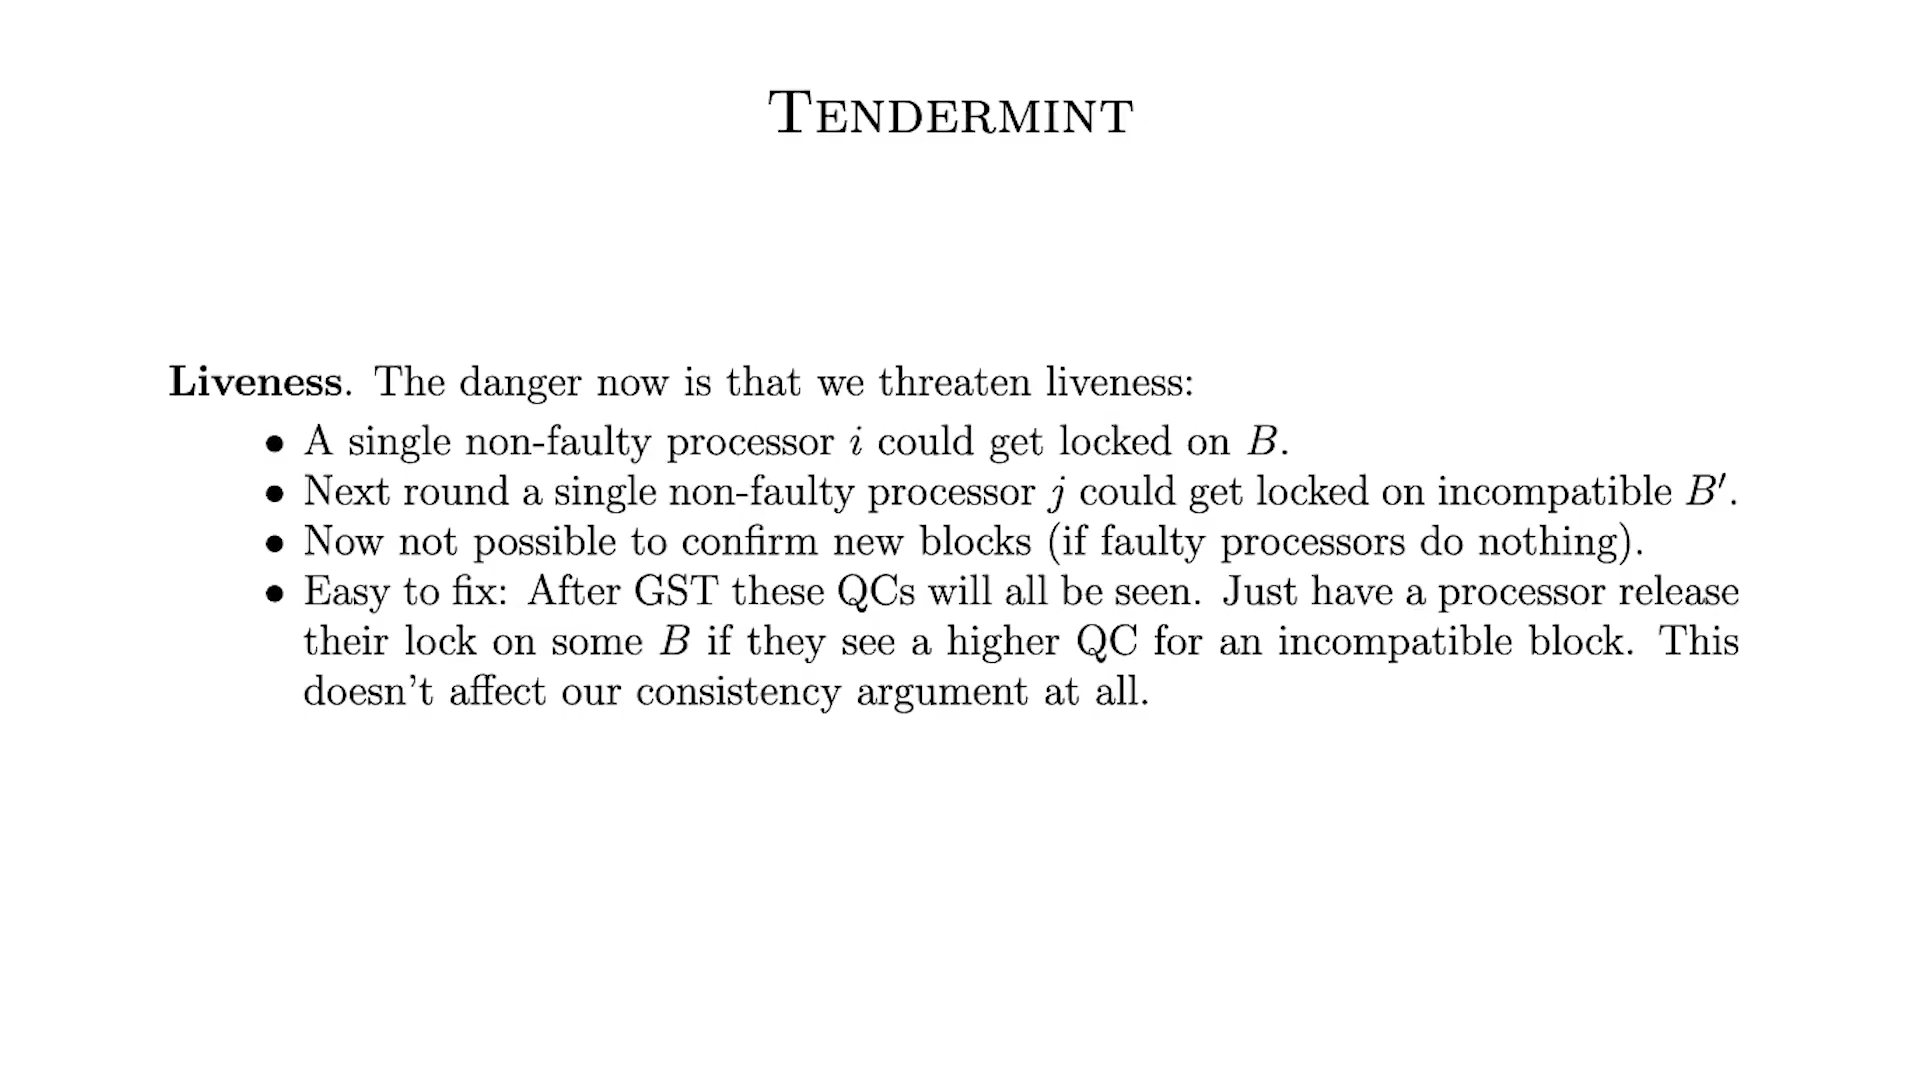 Tendermint
Liveness. The danger now is that we threaten liveness:
• A single non-faulty processor i could get locked on B.
• Next round a single non-faulty processor j could get locked on incompatible B′.
• Now not possible to confirm new blocks (if faulty processors do nothing).
• Easy to fix: After GST these QCs will all be seen. Just have a processor release
their lock on some B if they see a higher QC for an incompatible block. This
doesn't affect our consistency argument at all.